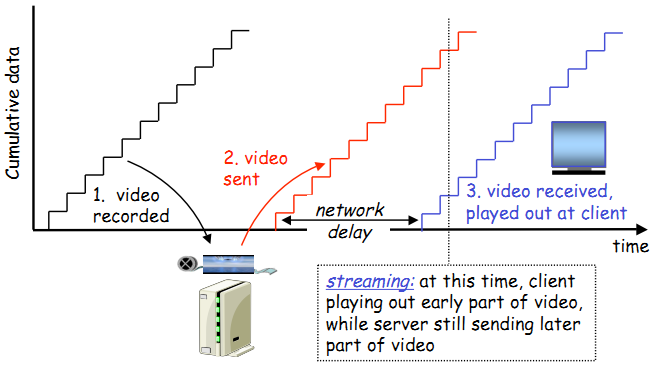 Cumulative data
1. video
recorded
2. video
sent
network
delay
3. video received,
played out at client
time
streaming: at this time, client
playing out early part of video,
while server still sending later
part of video